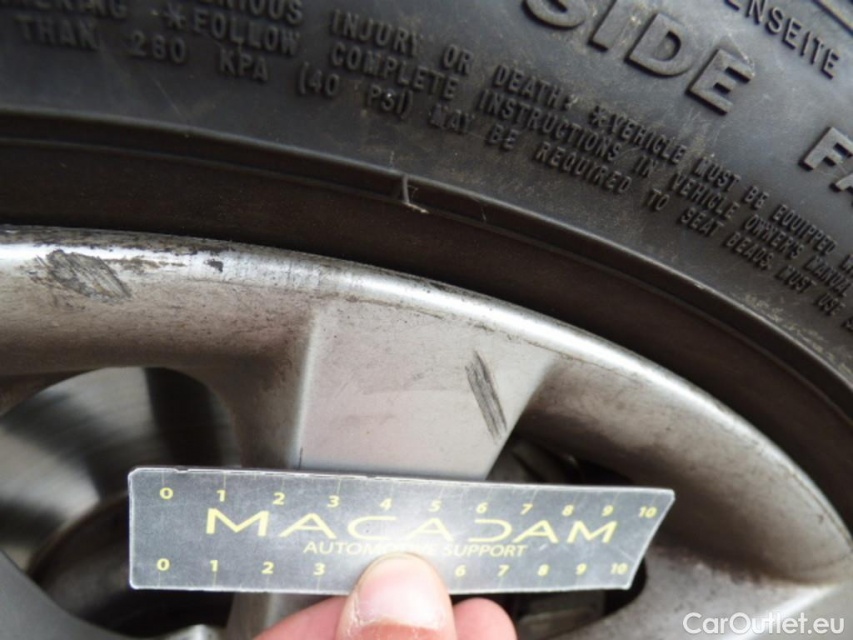 SIDE
ENSEITE
FA
INJURY OR DEATH. *VEHICLE MUST BE EQUIPPED
*FOLLOW COMPLETE INSTRUCTIONS IN VEHICLE OWNER'S MANUAL
THAN 280 KPA (40 PSI) MAY BE REQUIRED TO SEAT BEADS. MUST USE
0 1 2 3 4 5 6 7 8 9 10
MACADAM
AUTOMOTIVE SUPPORT
0 1 2 3 6 7 8 9 10
CarOutlet.eu